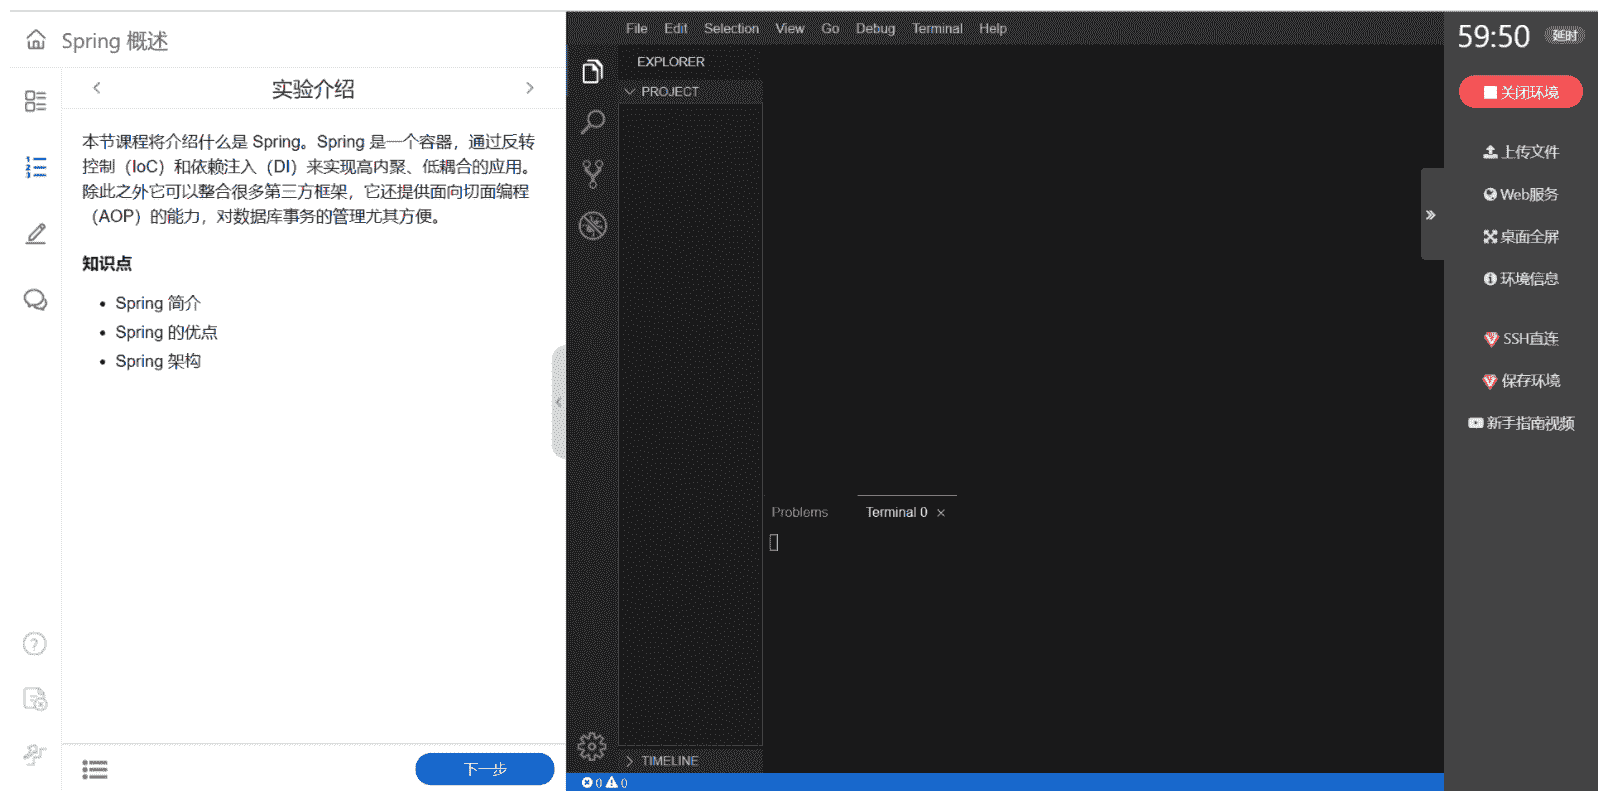 Spring 概述
实验介绍
本节课程将介绍什么是 Spring。Spring 是一个容器，通过反转
控制（IoC）和依赖注入（DI）来实现高内聚、低耦合的应用。
除此之外它可以整合很多第三方框架，它还提供面向切面编程
（AOP）的能力，对数据库事务的管理尤其方便。
知识点
• Spring 简介
• Spring 的优点
• Spring 架构
下一步
File Edit Selection View Go Debug Terminal Help
EXPLORER
PROJECT
Problems Terminal 0 ×
TIMELINE
0 0
59:50 延时
关闭环境
上传文件
Web服务
桌面全屏
环境信息
SSH直连
保存环境
新手指南视频